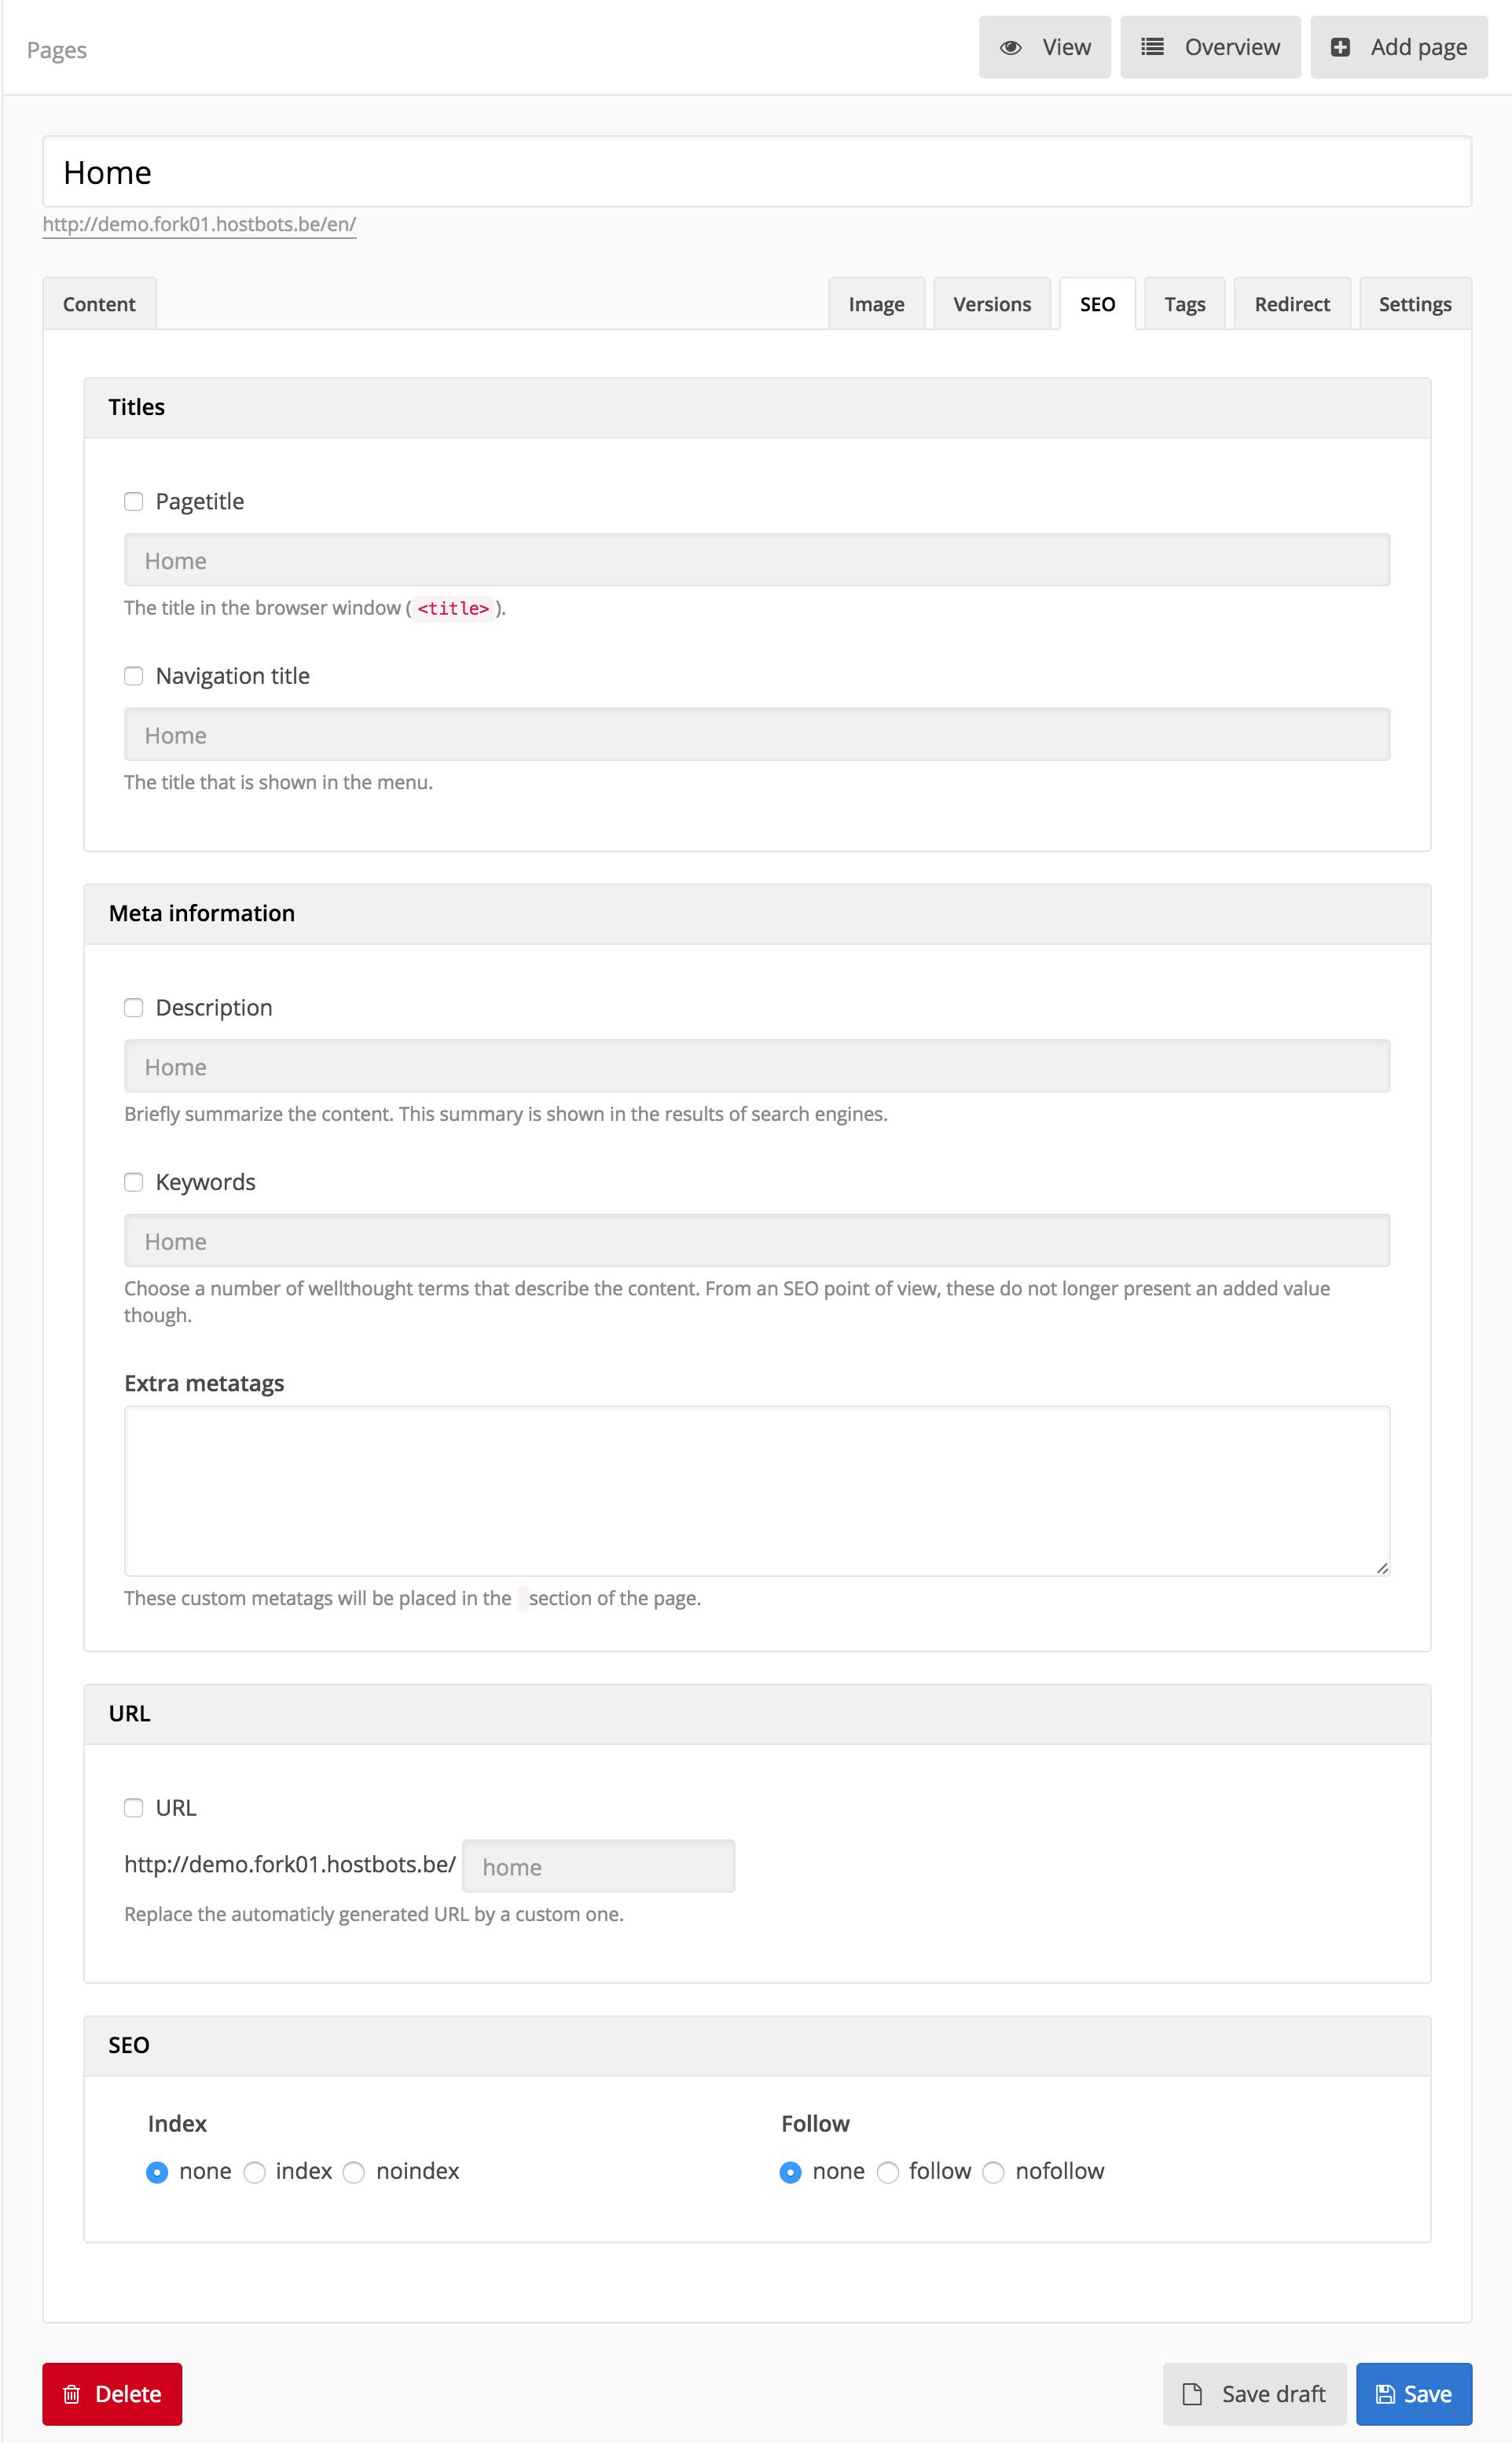 Pages
View
Overview
Add page
Home
http://demo.fork01.hostbots.be/en/
Content
Image
Versions
SEO
Tags
Redirect
Settings
Titles
Pagetitle
Home
The title in the browser window ( <title> ).
Navigation title
Home
The title that is shown in the menu.
Meta information
Description
Home
Briefly summarize the content. This summary is shown in the results of search engines.
Keywords
Home
Choose a number of wellthought terms that describe the content. From an SEO point of view, these do not longer present an added value
though.
Extra metatags
These custom metatags will be placed in the section of the page.
URL
URL
http://demo.fork01.hostbots.be/ home
Replace the automaticly generated URL by a custom one.
SEO
Index
Follow
none index noindex
none follow nofollow
Delete
Save draft
Save